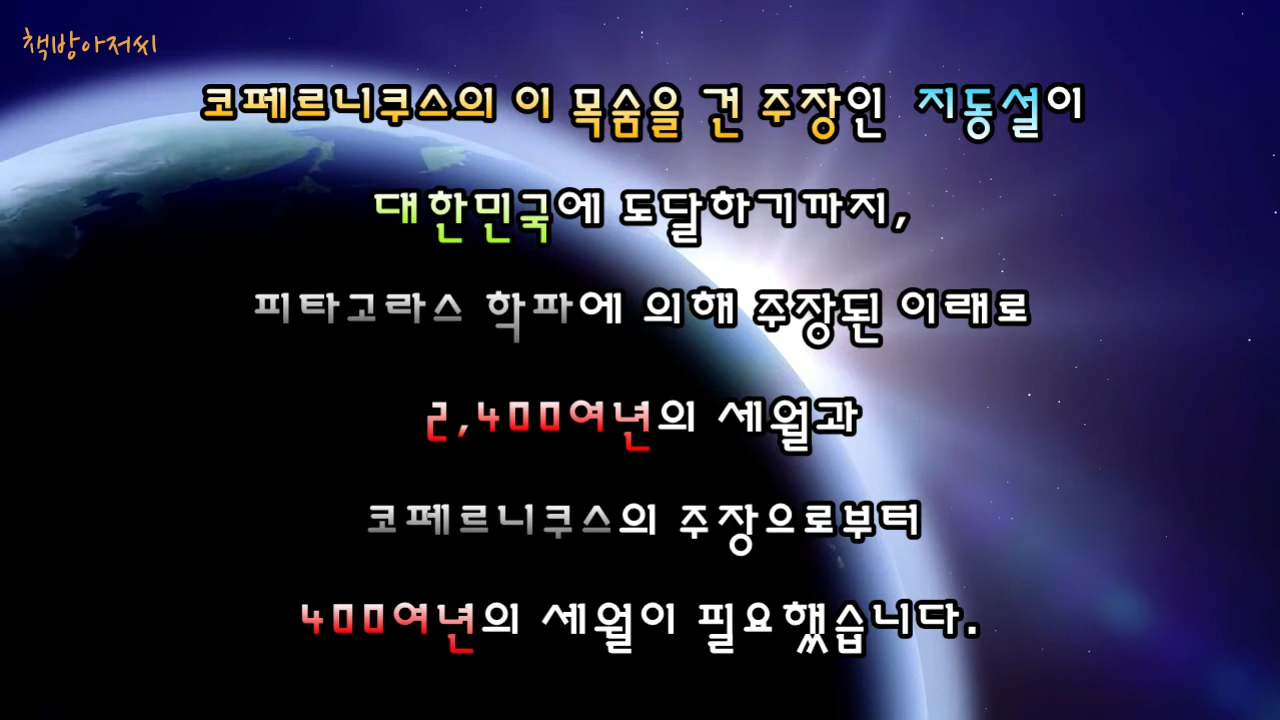 책방아저씨
코페르니쿠스의 이 목숨을 건 주장인 지동설이
대한민국에 도달하기까지,
피타고라스 학파에 의해 주장된 이래로
2,400여년의 세월과
코페르니쿠스의 주장으로부터
400여년의 세월이 필요했습니다.